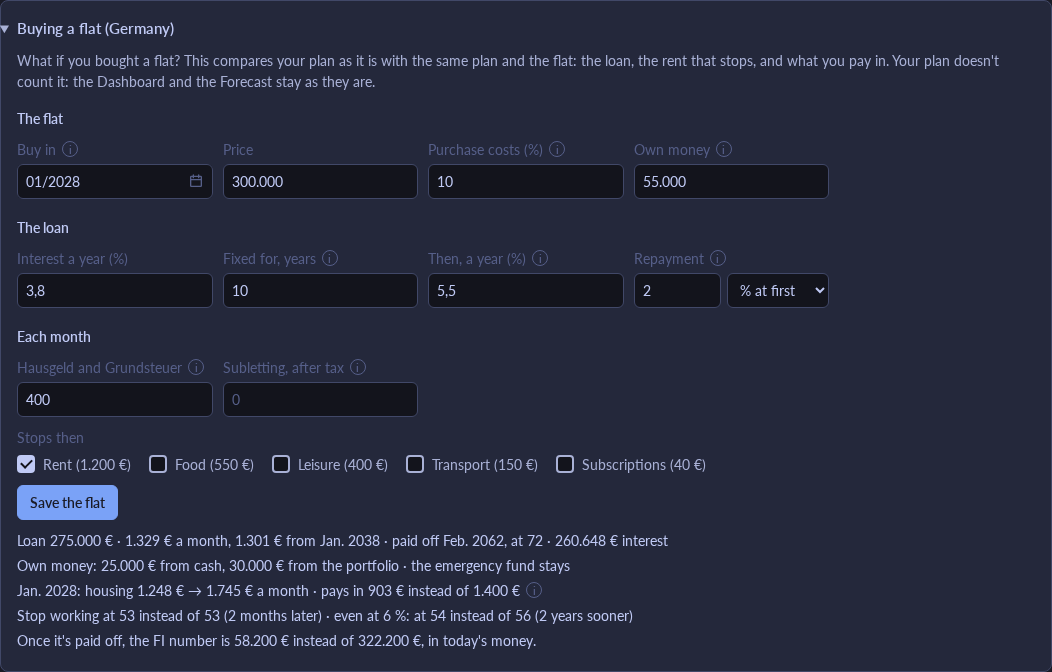 Buying a flat (Germany)
What if you bought a flat? This compares your plan as it is with the same plan and the flat: the loan, the rent that stops, and what you pay in. Your plan doesn't
count it: the Dashboard and the Forecast stay as they are.
The flat
Buy in Price Purchase costs (%) Own money
01/2028 300.000 10 55.000
The loan
Interest a year (%) Fixed for, years Then, a year (%) Repayment
3,8 10 5,5 2 % at first
Each month
Hausgeld and Grundsteuer Subletting, after tax
400 0
Stops then
Rent (1.200 €) Food (550 €) Leisure (400 €) Transport (150 €) Subscriptions (40 €)
Save the flat
Loan 275.000 € · 1.329 € a month, 1.301 € from Jan. 2038 · paid off Feb. 2062, at 72 · 260.648 € interest
Own money: 25.000 € from cash, 30.000 € from the portfolio · the emergency fund stays
Jan. 2028: housing 1.248 € → 1.745 € a month · pays in 903 € instead of 1.400 €
Stop working at 53 instead of 53 (2 months later) · even at 6 %: at 54 instead of 56 (2 years sooner)
Once it's paid off, the FI number is 58.200 € instead of 322.200 €, in today's money.